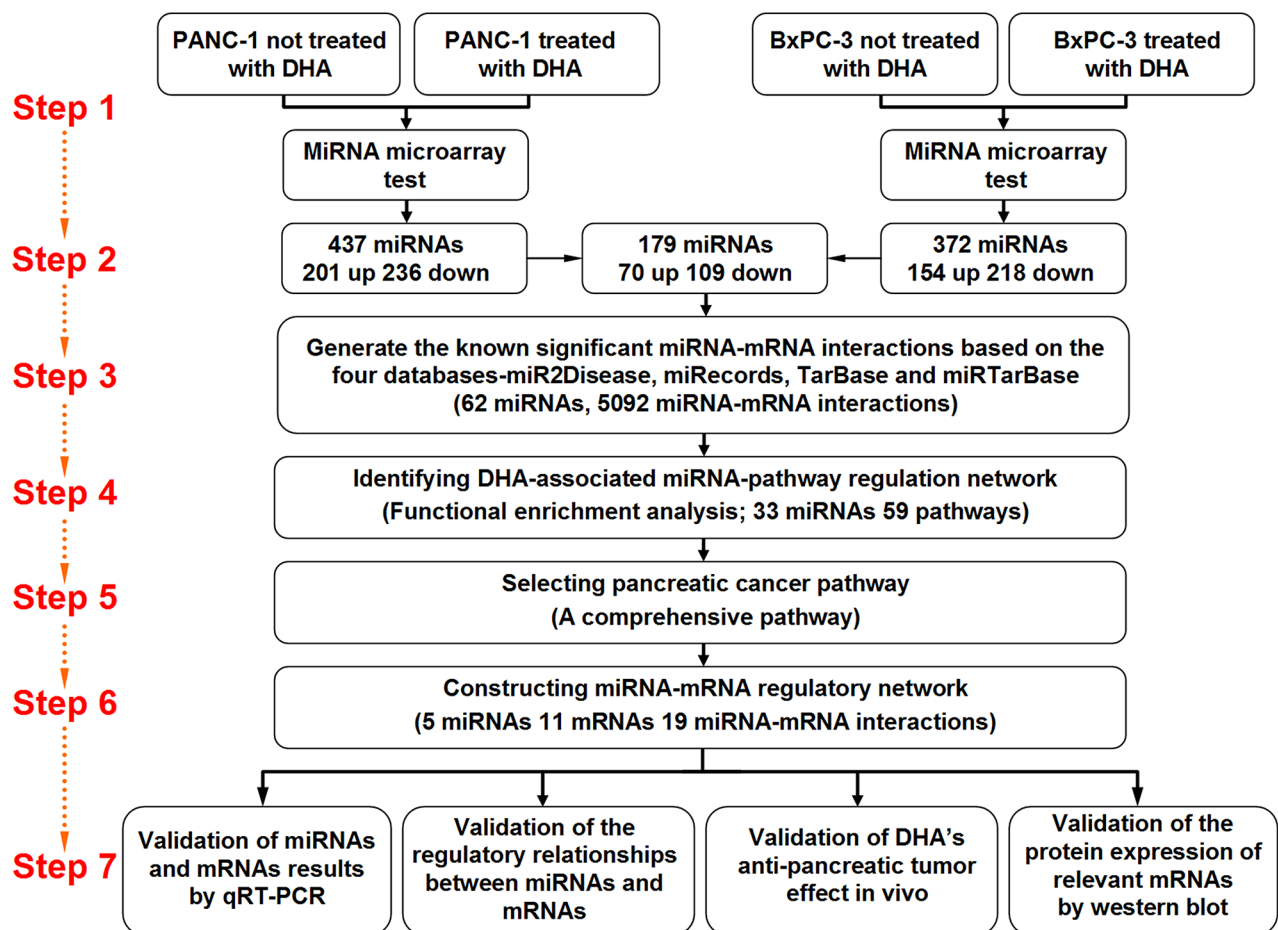 PANC-1 not treated
with DHA
PANC-1 treated
with DHA
BxPC-3 not treated
with DHA
BxPC-3 treated
with DHA
Step 1
MiRNA microarray
test
MiRNA microarray
test
Step 2
437 miRNAs
201 up 236 down
179 miRNAs
70 up 109 down
372 miRNAs
154 up 218 down
Step 3
Generate the known significant miRNA-mRNA interactions based on the
four databases-miR2Disease, miRecords, TarBase and miRTarBase
(62 miRNAs, 5092 miRNA-mRNA interactions)
Step 4
Identifying DHA-associated miRNA-pathway regulation network
(Functional enrichment analysis; 33 miRNAs 59 pathways)
Step 5
Selecting pancreatic cancer pathway
(A comprehensive pathway)
Step 6
Constructing miRNA-mRNA regulatory network
(5 miRNAs 11 mRNAs 19 miRNA-mRNA interactions)
Step 7
Validation of miRNAs
and mRNAs results
by qRT-PCR
Validation of the
regulatory relationships
between miRNAs and
mRNAs
Validation of DHA's
anti-pancreatic tumor
effect in vivo
Validation of the
protein expression of
relevant mRNAs
by western blot